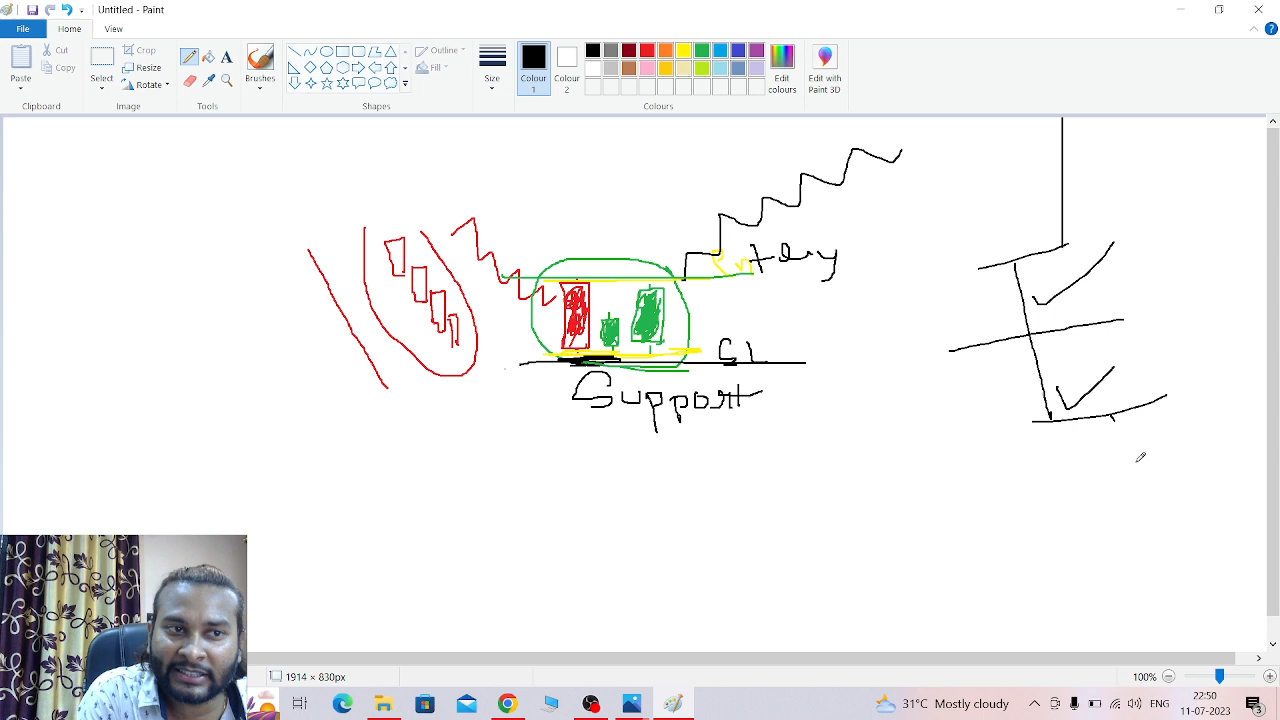 Untitled - Paint
File
Home
View
Paste
Cut
Copy
Clipboard
Select
Crop
Resize
Rotate
Image
A
Tools
Brushes
Shapes
Outline
Fill
Size
Colour 1
Colour 2
Edit colours
Colours
Edit with Paint 3D
SL
Support
1914 × 830px
100%
31°C Mostly cloudy
ENG
22:50
11-07-2023
3